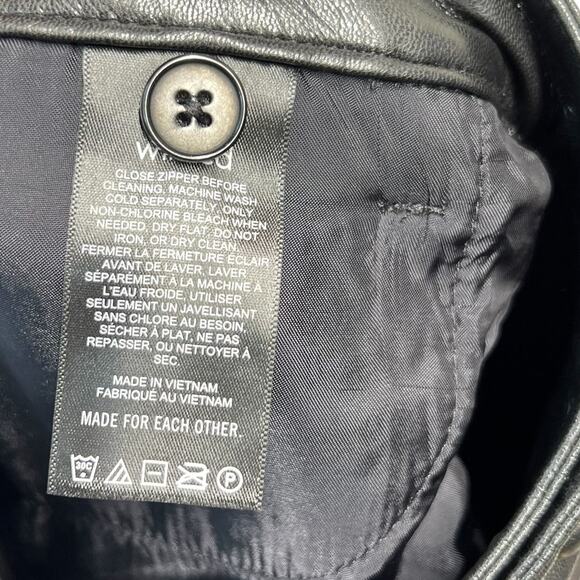 CLOSE ZIPPER BEFORE
CLEANING, MACHINE WASH
COLD SEPARATELY, ONLY
NON-CHLORINE BLEACH WHEN
NEEDED, DRY FLAT, DO NOT
IRON, OR DRY CLEAN.
FERMER LA FERMETURE ÉCLAIR
AVANT DE LAVER, LAVER
SÉPARÉMENT À LA MACHINE À
L'EAU FROIDE, UTILISER
SEULEMENT UN JAVELLISANT
SANS CHLORE AU BESOIN,
SÉCHER À PLAT, NE PAS
REPASSER, OU NETTOYER À
SEC.
MADE IN VIETNAM
FABRIQUÉ AU VIETNAM
MADE FOR EACH OTHER.
30C P